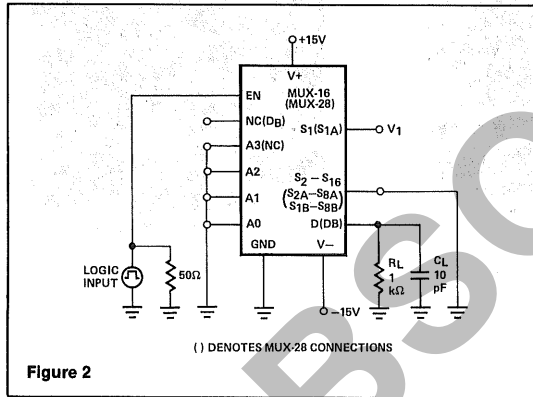 +15V
V+
EN
MUX-16
(MUX-28)
NC(DB)
S1(S1A)
V1
A3(NC)
A2
S2 – S16
(S2A–S8A
S1B–S8B)
A1
A0
D(DB)
GND
V–
LOGIC
INPUT
50Ω
RL
1
kΩ
CL
10
pF
–15V
( ) DENOTES MUX-28 CONNECTIONS
Figure 2
BSO